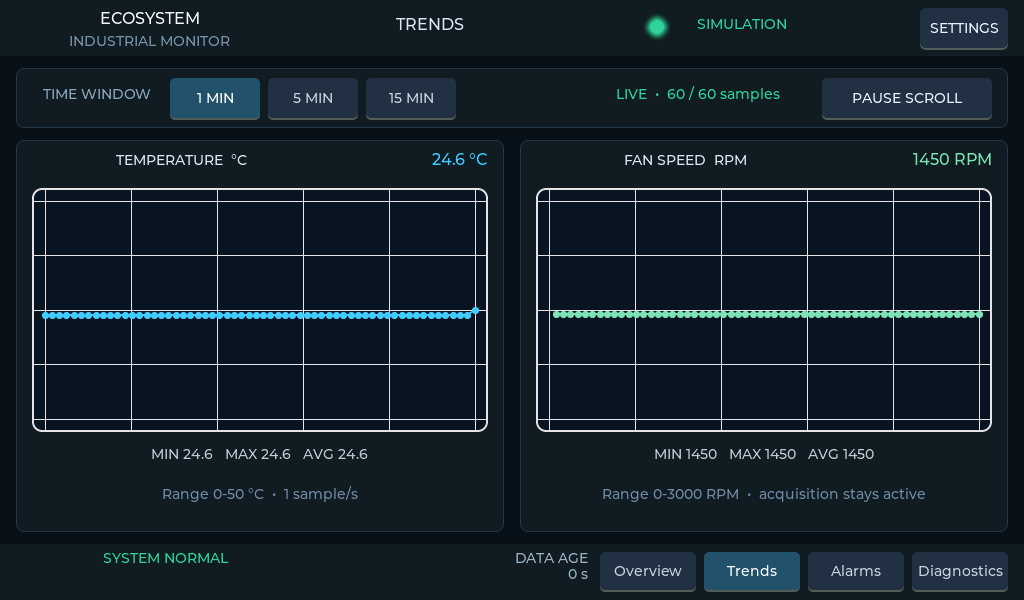 ECOSYSTEM
INDUSTRIAL MONITOR
TRENDS
SIMULATION
SETTINGS
TIME WINDOW
1 MIN
5 MIN
15 MIN
LIVE • 60 / 60 samples
PAUSE SCROLL
TEMPERATURE °C
24.6 °C
FAN SPEED RPM
1450 RPM
MIN 24.6 MAX 24.6 AVG 24.6
MIN 1450 MAX 1450 AVG 1450
Range 0-50 °C • 1 sample/s
Range 0-3000 RPM • acquisition stays active
SYSTEM NORMAL
DATA AGE
0 s
Overview
Trends
Alarms
Diagnostics